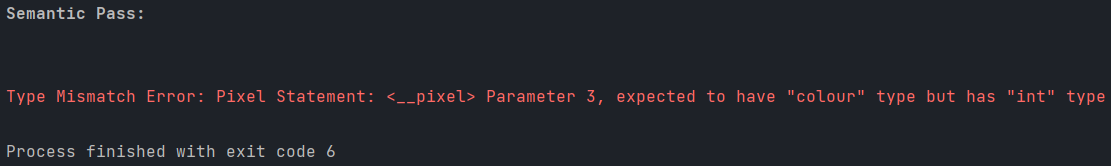 Semantic Pass:
Type Mismatch Error: Pixel Statement: <__pixel> Parameter 3, expected to have "colour" type but has "int" type
Process finished with exit code 6